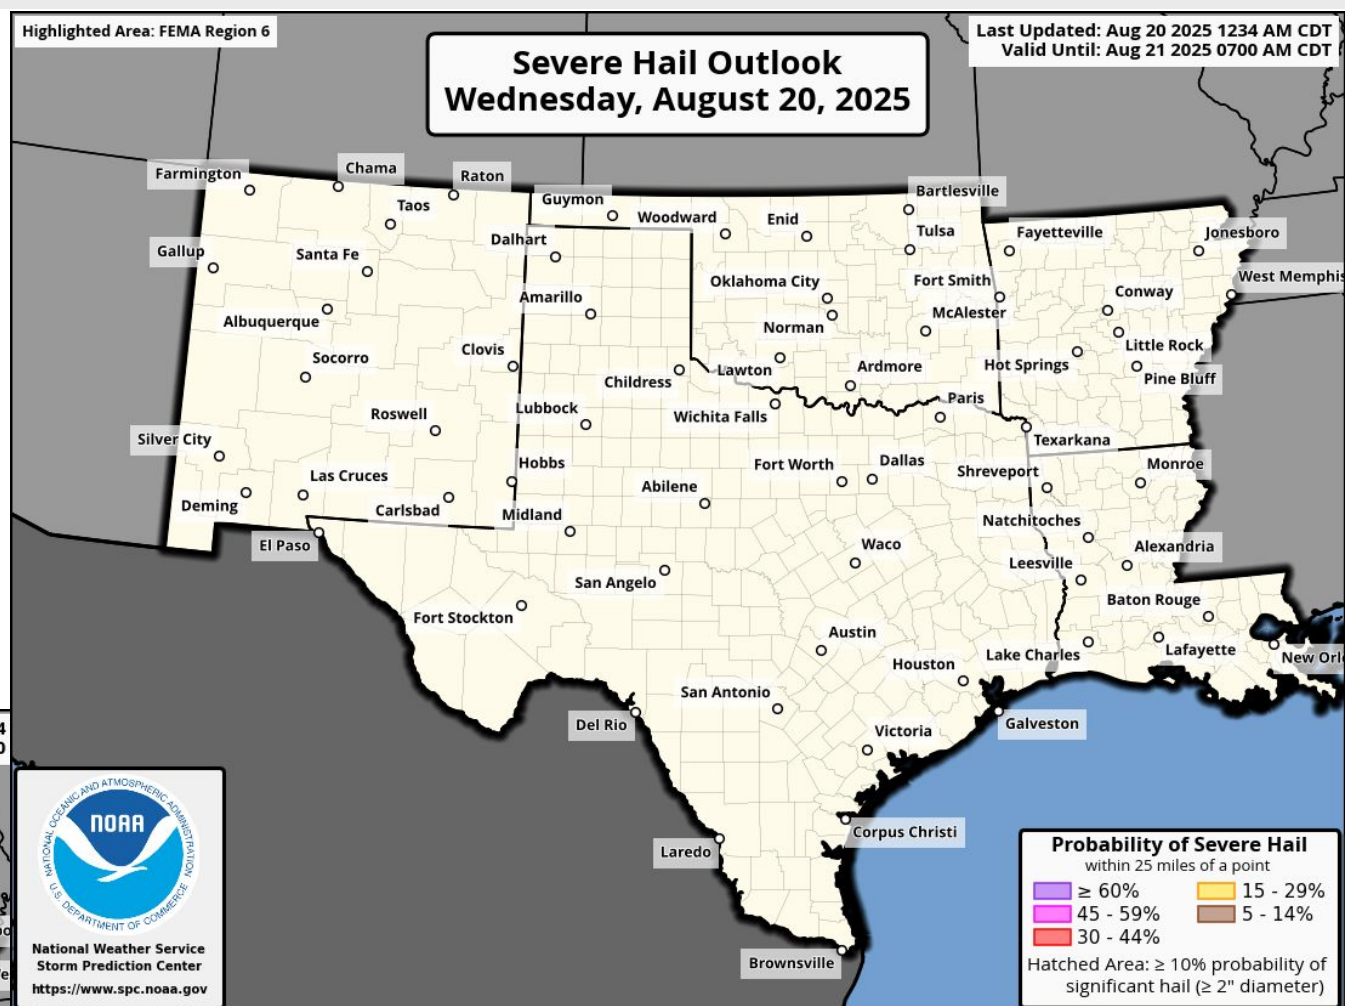 Highlighted Area: FEMA Region 6
Last Updated: Aug 20 2025 1234 AM CDT
Valid Until: Aug 21 2025 0700 AM CDT
Severe Hail Outlook
Wednesday, August 20, 2025
Farmington
Chama
Raton
Taos
Guymon
Woodward
Enid
Bartlesville
Tulsa
Fayetteville
Jonesboro
Gallup
Santa Fe
Dalhart
Oklahoma City
Fort Smith
West Memphis
Albuquerque
Amarillo
Norman
McAlester
Conway
Socorro
Clovis
Childress
Lawton
Ardmore
Hot Springs
Little Rock
Pine Bluff
Roswell
Lubbock
Wichita Falls
Paris
Texarkana
Silver City
Las Cruces
Hobbs
Abilene
Fort Worth
Dallas
Shreveport
Monroe
Deming
Carlsbad
Midland
Natchitoches
El Paso
Waco
Leesville
Alexandria
San Angelo
Fort Stockton
Baton Rouge
Austin
Houston
Lake Charles
Lafayette
New Orl
San Antonio
Del Rio
Victoria
Galveston
Laredo
Corpus Christi
Brownsville
4
0
NATIONAL OCEANIC AND ATMOSPHERIC ADMINISTRATION
NOAA
U.S. DEPARTMENT OF COMMERCE
National Weather Service
Storm Prediction Center
https://www.spc.noaa.gov
Probability of Severe Hail
within 25 miles of a point
≥ 60%
15 - 29%
45 - 59%
5 - 14%
30 - 44%
Hatched Area: ≥ 10% probability of
significant hail (≥ 2" diameter)